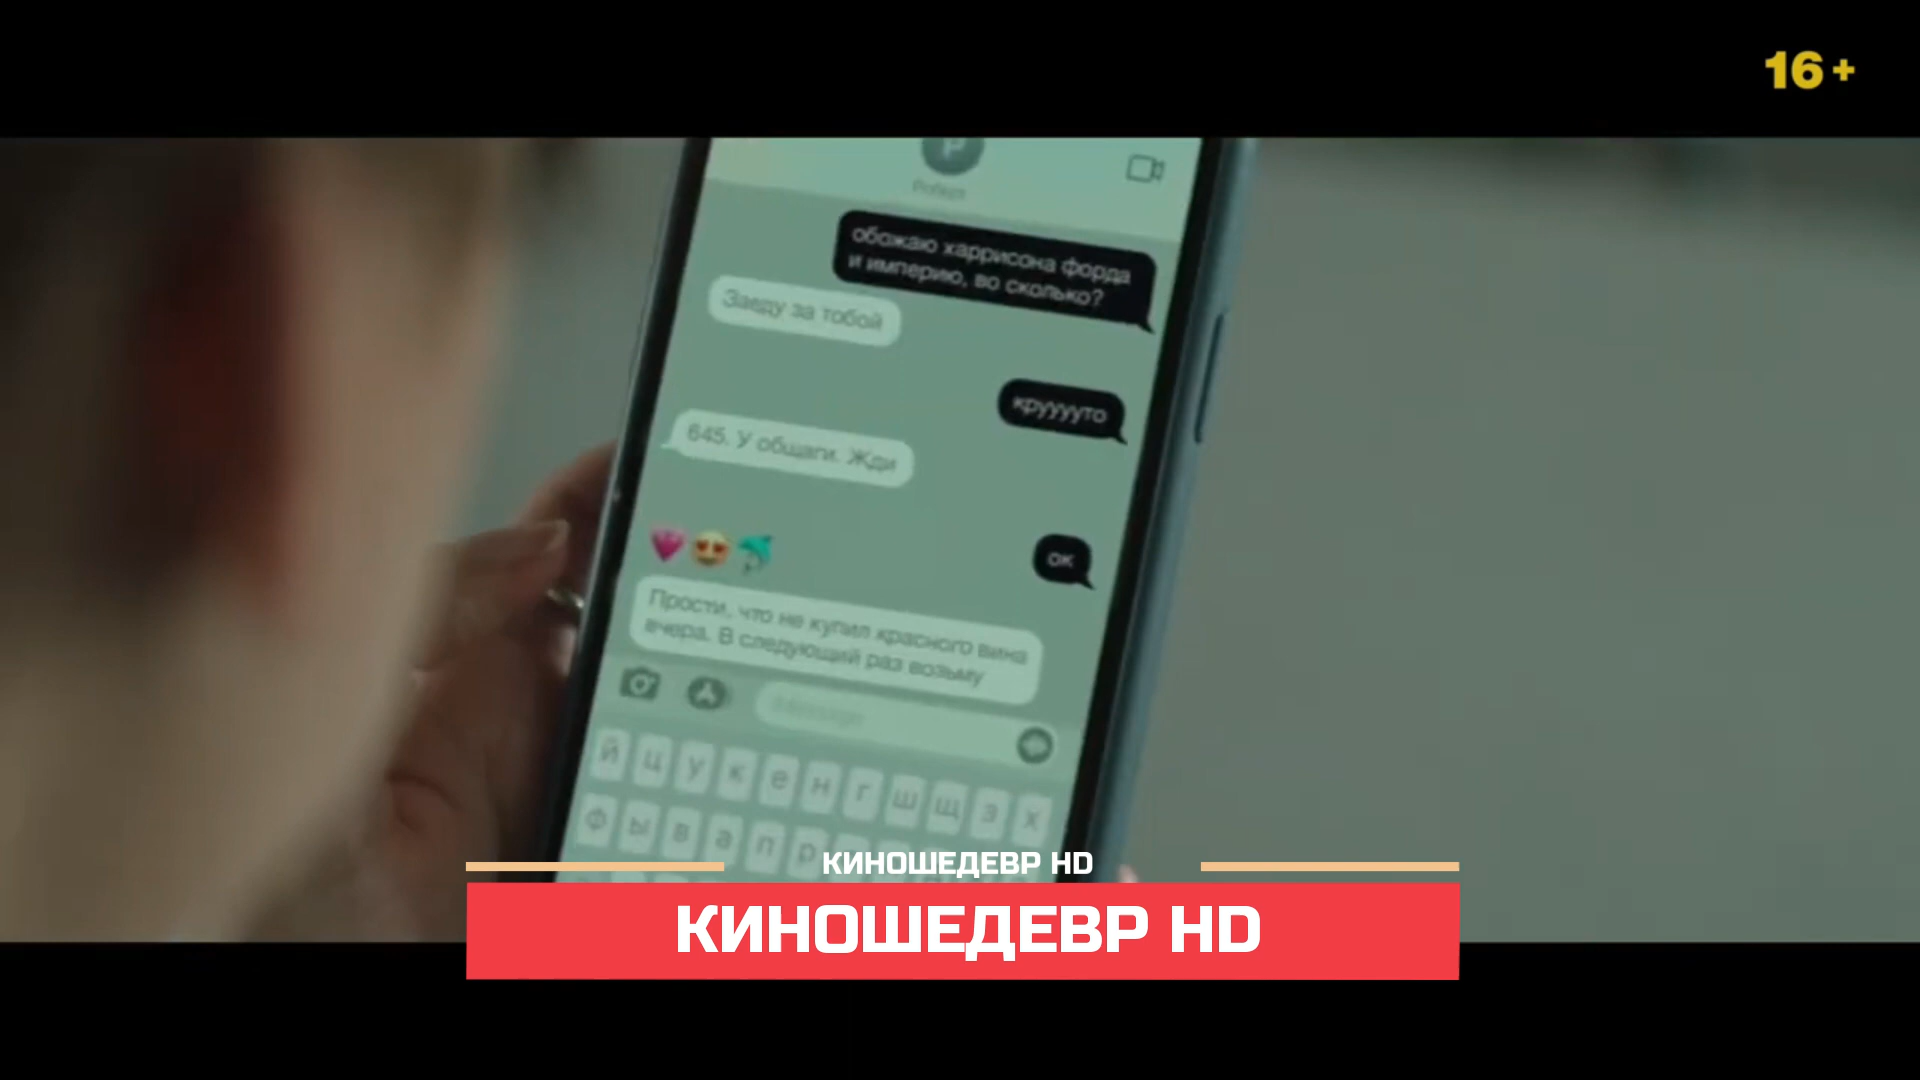 16+
обожаю харрисона форда
и империю, во сколько?
Заеду за тобой
крууууто
645. У общаги. Жди
ок
Прости, что не купил красного вина
вчера. В следующий раз возьму
й ц у к е н г ш щ з х
ф ы в а п р
КИНОШЕДЕВР HD
КИНОШЕДЕВР HD